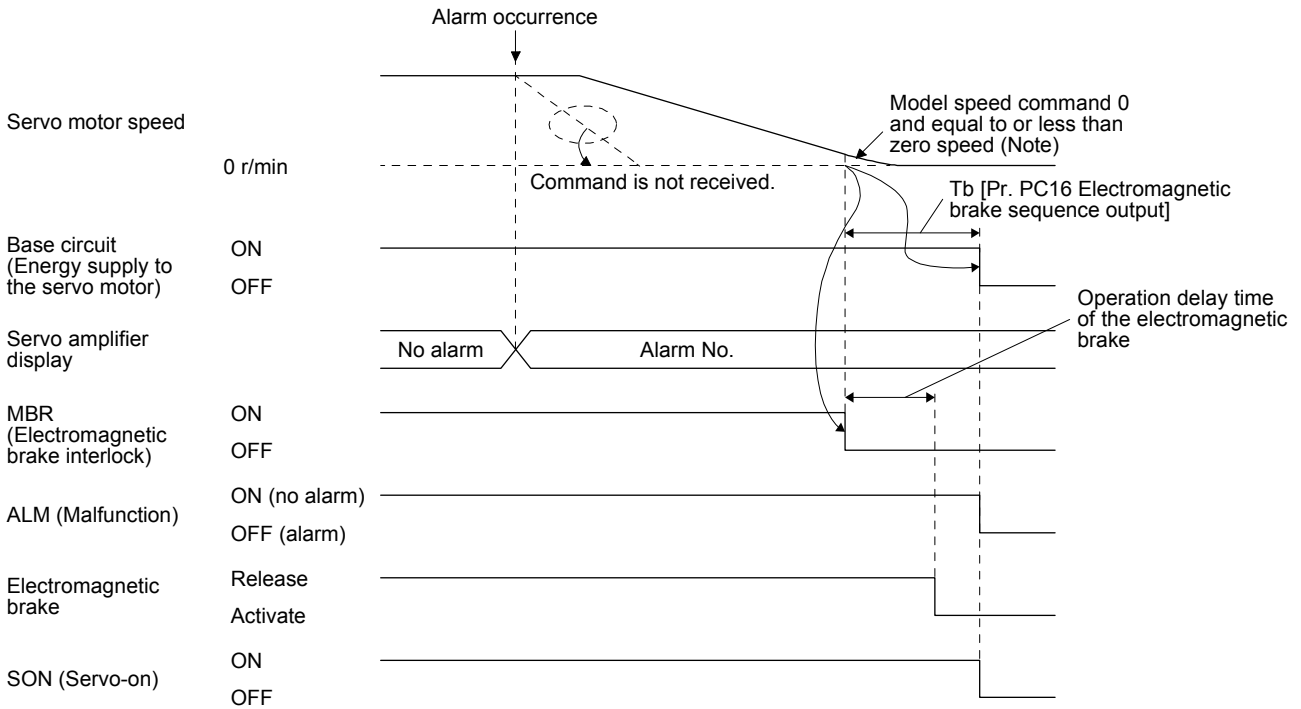 Alarm occurrence
Servo motor speed
0 r/min
Model speed command 0
and equal to or less than
zero speed (Note)
Command is not received.
Tb [Pr. PC16 Electromagnetic
brake sequence output]
Base circuit
(Energy supply to
the servo motor)
ON
OFF
Operation delay time
of the electromagnetic
brake
Servo amplifier
display
No alarm
Alarm No.
MBR
(Electromagnetic
brake interlock)
ON
OFF
ALM (Malfunction)
ON (no alarm)
OFF (alarm)
Electromagnetic
brake
Release
Activate
SON (Servo-on)
ON
OFF